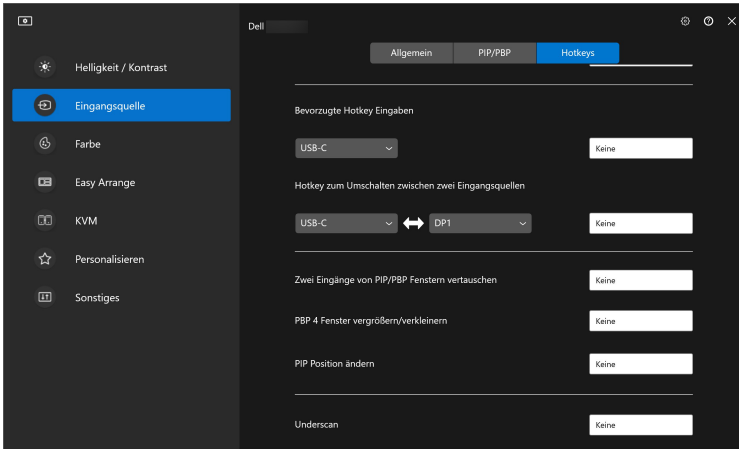 Dell
Allgemein PIP/PBP Hotkeys
Helligkeit / Kontrast
Eingangsquelle
Farbe
Easy Arrange
KVM
Personalisieren
Sonstiges
Bevorzugte Hotkey Eingaben
USB-C Keine
Hotkey zum Umschalten zwischen zwei Eingangsquellen
USB-C DP1 Keine
Zwei Eingänge von PIP/PBP Fenstern vertauschen Keine
PBP 4 Fenster vergrößern/verkleinern Keine
PIP Position ändern Keine
Underscan Keine